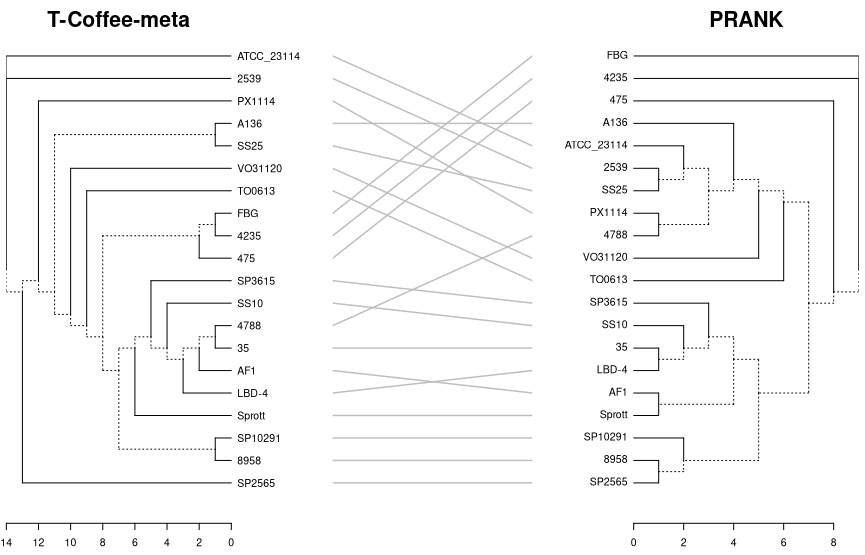 T-Coffee-meta PRANK
ATCC_23114 FBG
2539 4235
PX1114 475
A136 A136
SS25 ATCC_23114
VO31120 2539
TO0613 SS25
FBG PX1114
4235 4788
475 VO31120
SP3615 TO0613
SS10 SP3615
4788 SS10
35 35
AF1 LBD-4
LBD-4 AF1
Sprott Sprott
SP10291 SP10291
8958 8958
SP2565 SP2565
14 12 10 8 6 4 2 0 0 2 4 6 8